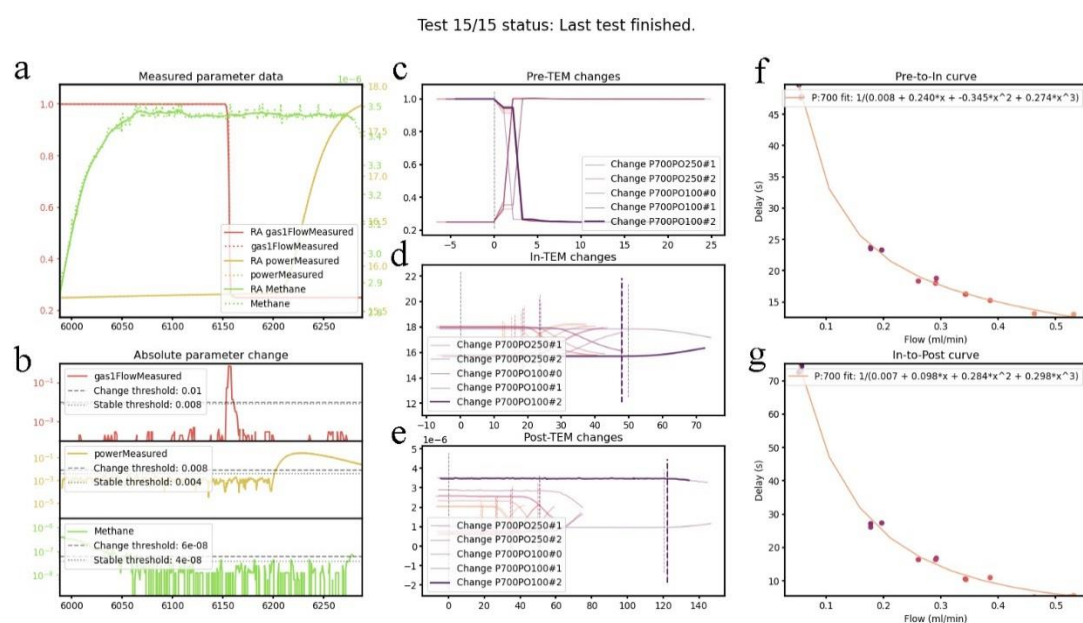 Test 15/15 status: Last test finished.
a
Measured parameter data
1e-6
1.0
0.8
0.6
0.4
0.2
18.0
17.5
17.0
16.0
3.5
3.4
3.3
3.0
2.9
RA gas1FlowMeasured
gas1FlowMeasured
RA powerMeasured
powerMeasured
RA Methane
Methane
5900 6000 6050 6100 6150 6200 6250
b
Absolute parameter change
gas1FlowMeasured
Change threshold: 0.01
Stable threshold: 0.008
10⁻¹
10⁻³
powerMeasured
Change threshold: 0.008
Stable threshold: 0.004
10⁻¹
10⁻³
10⁻⁵
Methane
Change threshold: 6e-08
Stable threshold: 4e-08
10⁻⁶
5900 6000 6050 6100 6150 6200 6250
c
Pre-TEM changes
1.0
0.8
0.6
0.4
0.2
Change P700PO250#1
Change P700PO250#2
Change P700PO100#0
Change P700PO100#1
Change P700PO100#2
−5 0 5 10 15 20 25
d
In-TEM changes
22
20
18
16
14
12
Change P700PO250#1
Change P700PO250#2
Change P700PO100#0
Change P700PO100#1
Change P700PO100#2
0 10 20 30 40 50 60 70
e
Post-TEM changes
1e−6
5
4
3
2
1
0
−1
−2
Change P700PO250#1
Change P700PO250#2
Change P700PO100#0
Change P700PO100#1
Change P700PO100#2
0 20 40 60 80 100 120 140
f
Pre-to-In curve
P:700 fit: 1/(0.008 + 0.240*x + -0.345*x^2 + 0.274*x^3)
Delay (s)
45
40
35
30
25
20
15
0.1 0.2 0.3 0.4 0.5
Flow (ml/min)
g
In-to-Post curve
P:700 fit: 1/(0.007 + 0.098*x + 0.284*x^2 + 0.298*x^3)
Delay (s)
70
60
50
40
30
20
10
0.1 0.2 0.3 0.4 0.5
Flow (ml/min)